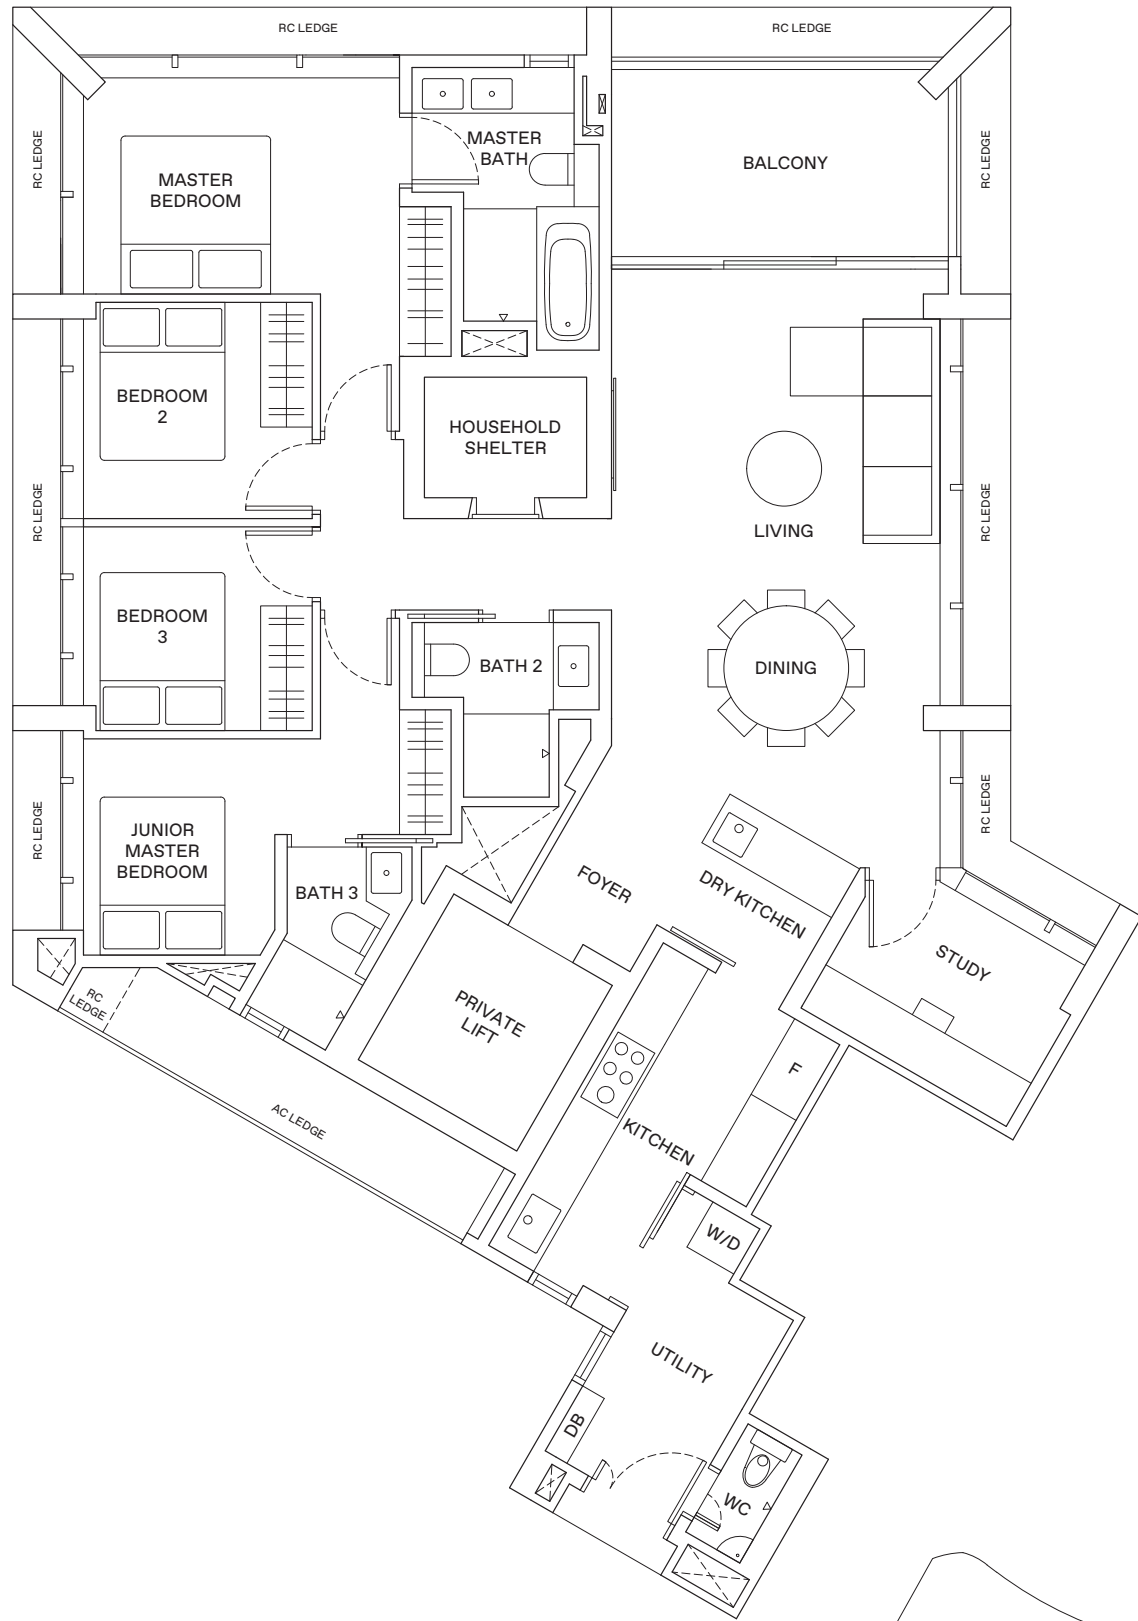 RC LEDGE
RC LEDGE
RC LEDGE
MASTER
BATH
BALCONY
RC LEDGE
MASTER
BEDROOM
BEDROOM
2
HOUSEHOLD
SHELTER
RC LEDGE
LIVING
RC LEDGE
BEDROOM
3
BATH 2
DINING
RC LEDGE
JUNIOR
MASTER
BEDROOM
BATH 3
FOYER
DRY KITCHEN
RC LEDGE
STUDY
RC
LEDGE
PRIVATE
LIFT
F
AC LEDGE
KITCHEN
W/D
UTILITY
DB
WC